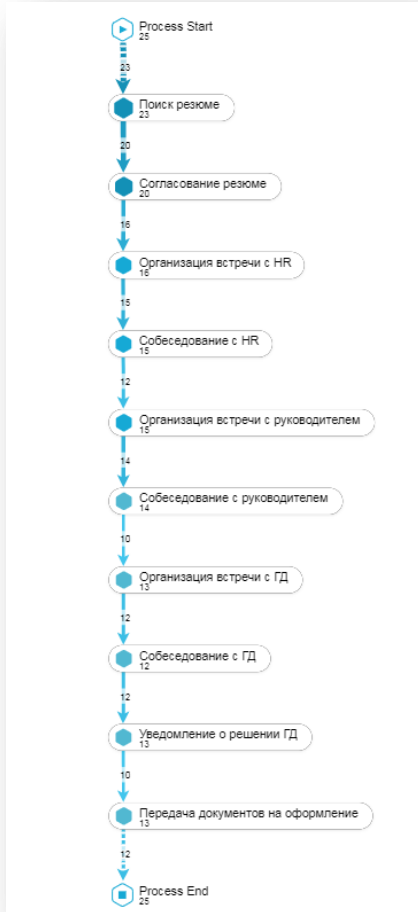 Process Start
25
23
Поиск резюме
23
20
Согласование резюме
20
16
Организация встречи с HR
16
15
Собеседование с HR
15
12
Организация встречи с руководителем
15
14
Собеседование с руководителем
14
10
Организация встречи с ГД
13
12
Собеседование с ГД
12
12
Уведомление о решении ГД
13
10
Передача документов на оформление
13
12
Process End
25